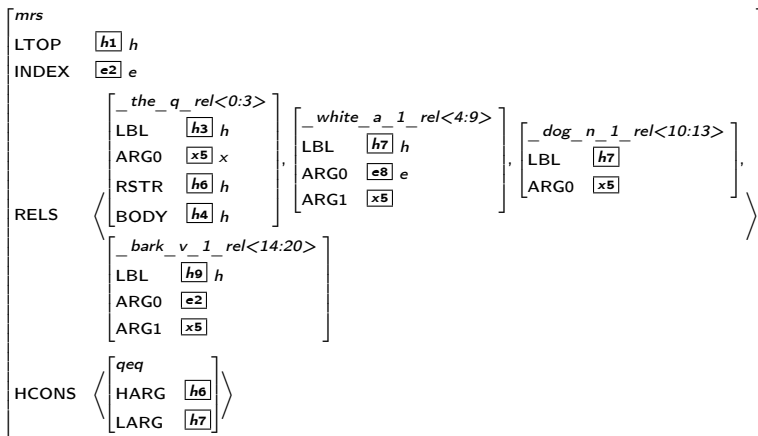 mrs
LTOP h1 h
INDEX e2 e
RELS
_the_q_rel<0:3>
LBL h3 h
ARG0 x5 x
RSTR h6 h
BODY h4 h
,
_white_a_1_rel<4:9>
LBL h7 h
ARG0 e8 e
ARG1 x5
,
_dog_n_1_rel<10:13>
LBL h7
ARG0 x5
,
_bark_v_1_rel<14:20>
LBL h9 h
ARG0 e2
ARG1 x5
HCONS
qeq
HARG h6
LARG h7